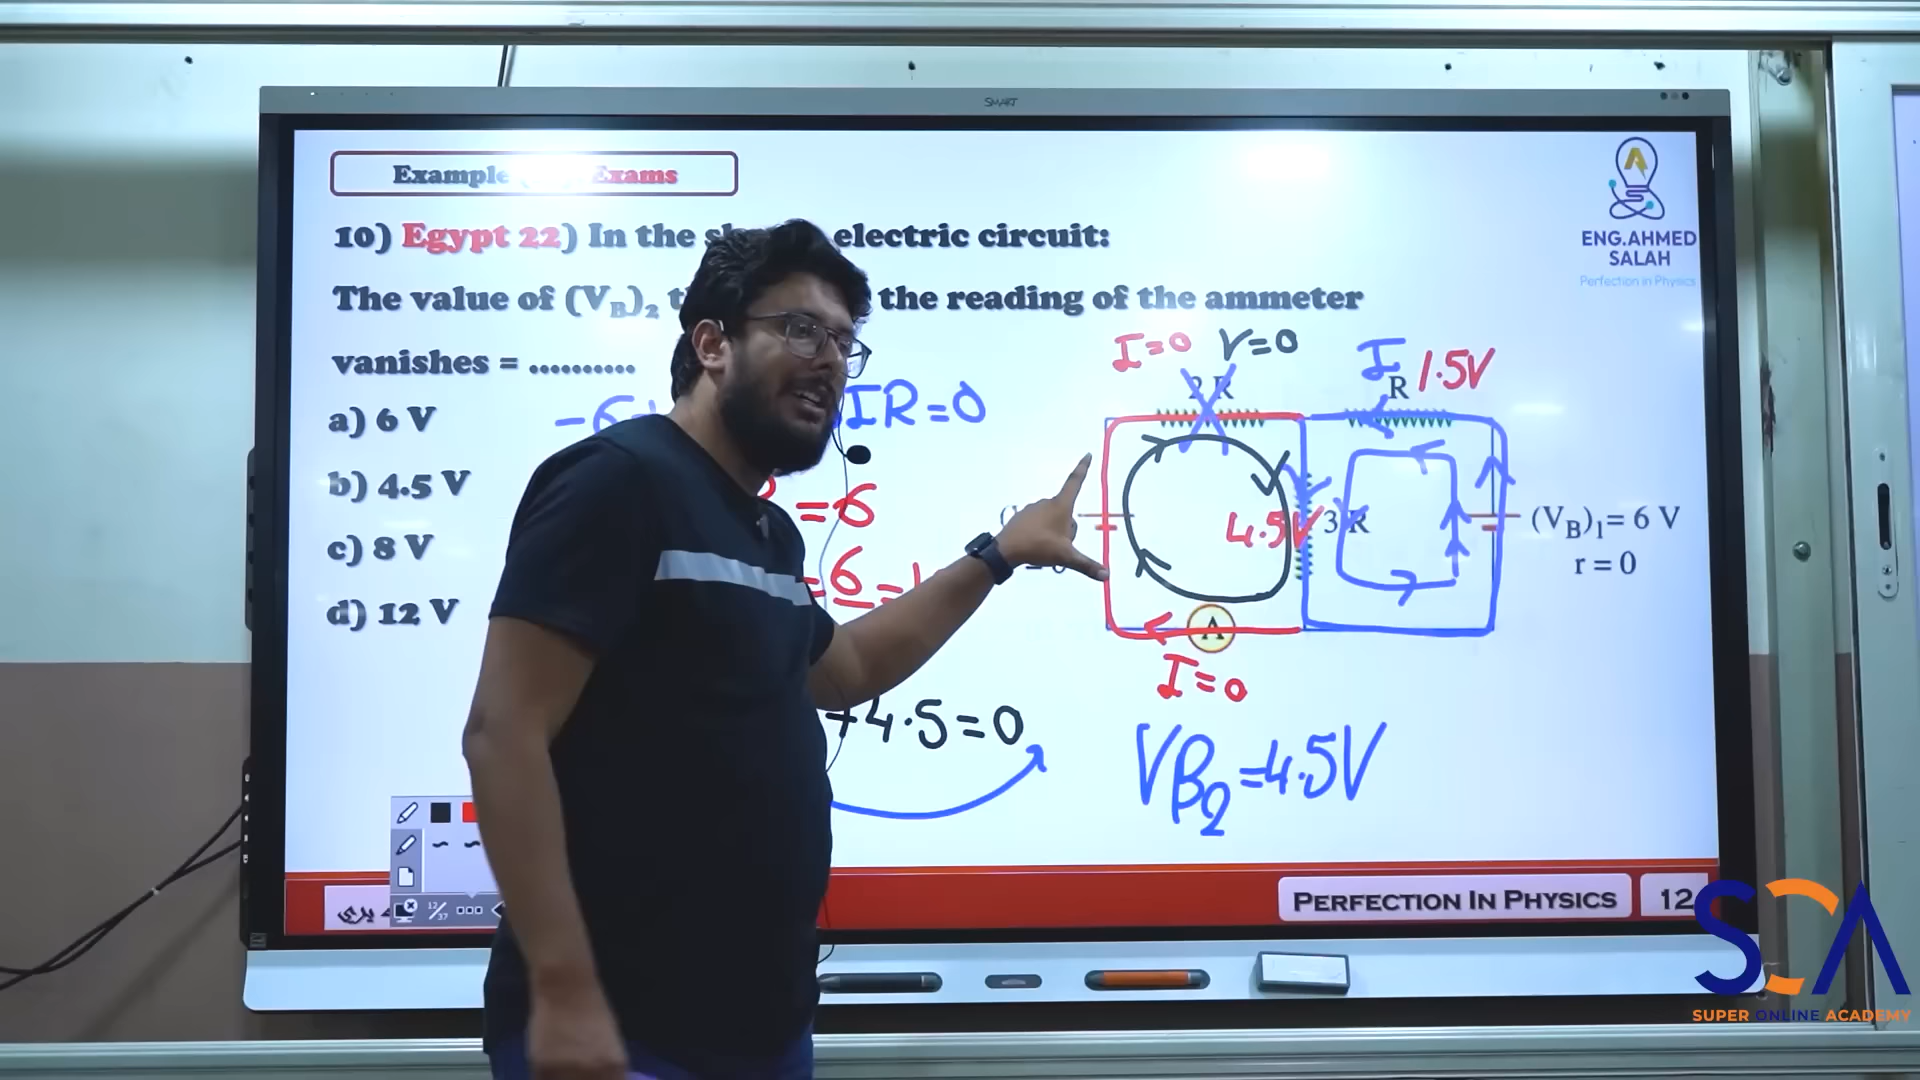 SMART
Example Exams
10) Egypt 22) In the electric circuit:
The value of (VB)2 the reading of the ammeter
vanishes = ..........
a) 6 V
b) 4.5 V
c) 8 V
d) 12 V
IR=0
=6
=6=
+4.5=0
I=0 V=0
I 1.5V
2R
R
4.5V 3R
(VB)1= 6 V
r = 0
A
I=0
VB2=4.5V
ENG.AHMED
SALAH
Perfection in Physics
12/37
PERFECTION IN PHYSICS 12
SUPER ONLINE ACADEMY